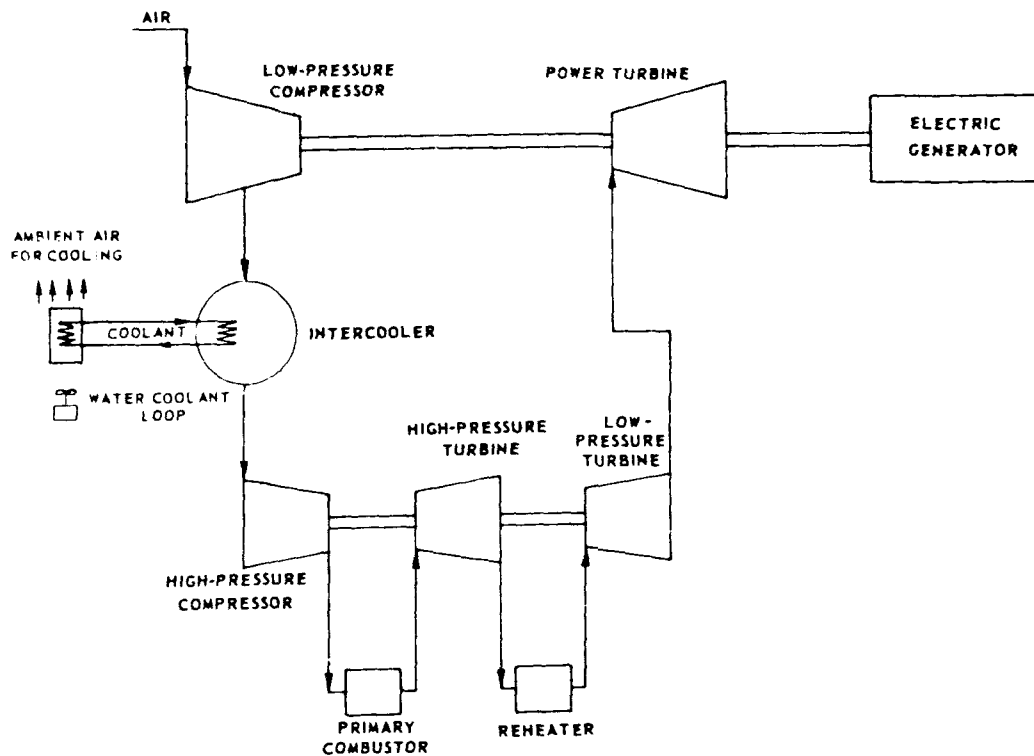 AIR
LOW-PRESSURE
COMPRESSOR
POWER TURBINE
ELECTRIC
GENERATOR
AMBIENT AIR
FOR COOLING
COOLANT
INTERCOOLER
WATER COOLANT
LOOP
HIGH-PRESSURE
TURBINE
LOW-
PRESSURE
TURBINE
HIGH-PRESSURE
COMPRESSOR
PRIMARY
COMBUSTOR
REHEATER